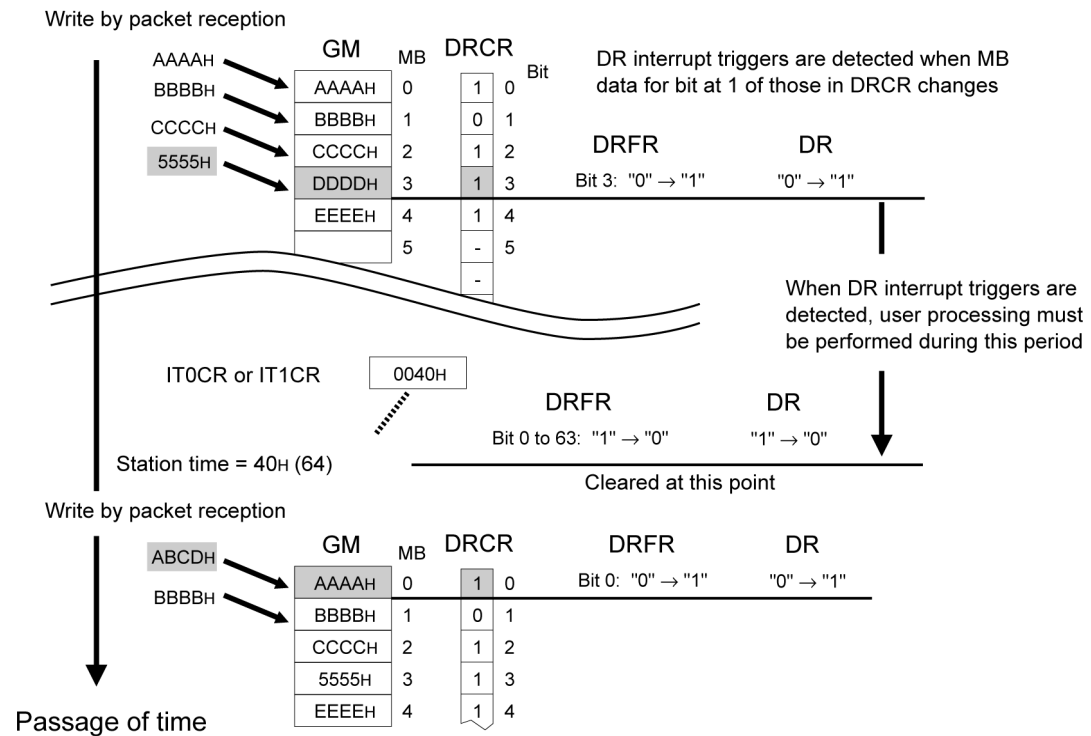 Write by packet reception
GM MB DRCR Bit
AAAAH AAAAH 0 1 0
BBBBH BBBBH 1 0 1
CCCCH CCCCH 2 1 2
5555H DDDDH 3 1 3
EEEEH 4 1 4
5 - 5
-
DR interrupt triggers are detected when MB
data for bit at 1 of those in DRCR changes
DRFR DR
Bit 3: "0" → "1" "0" → "1"
When DR interrupt triggers are
detected, user processing must
be performed during this period
IT0CR or IT1CR 0040H
DRFR DR
Bit 0 to 63: "1" → "0" "1" → "0"
Station time = 40H (64)
Cleared at this point
Write by packet reception
GM MB DRCR DRFR DR
ABCDH AAAAH 0 1 0 Bit 0: "0" → "1" "0" → "1"
BBBBH BBBBH 1 0 1
CCCCH 2 1 2
5555H 3 1 3
EEEEH 4 1 4
Passage of time